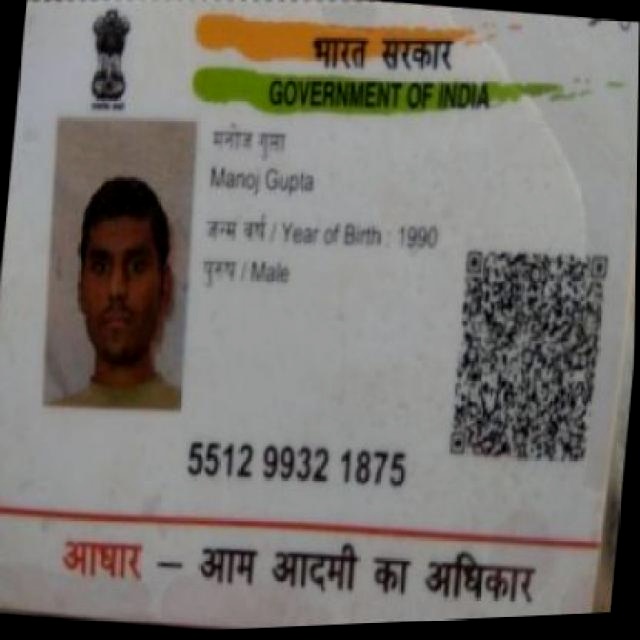 भारत सरकार
GOVERNMENT OF INDIA
मनोज गुप्ता
Manoj Gupta
जन्म वर्ष / Year of Birth : 1990
पुरुष / Male
5512 9932 1875
आधार – आम आदमी का अधिकार